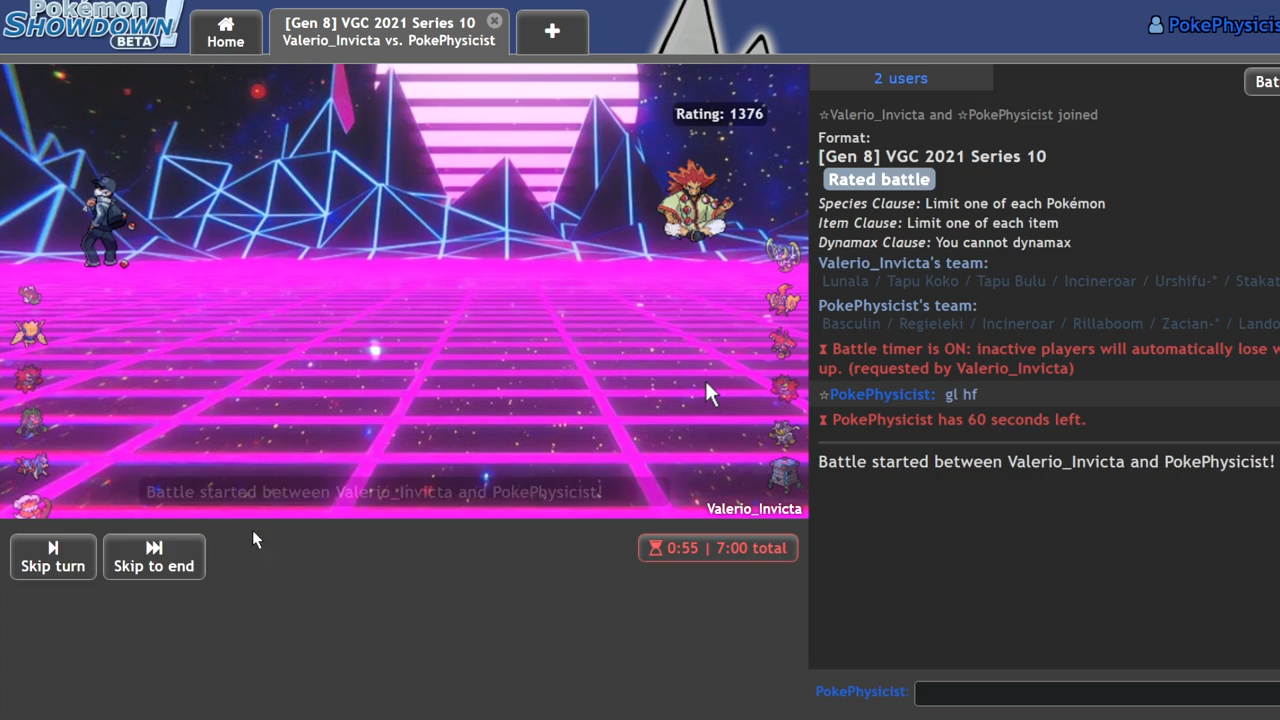 Pokémon
SHOWDOWN!
BETA
Home
[Gen 8] VGC 2021 Series 10
Valerio_Invicta vs. PokePhysicist
PokePhysicis
2 users
Bat
Rating: 1376
☆Valerio_Invicta and ☆PokePhysicist joined
Format:
[Gen 8] VGC 2021 Series 10
Rated battle
Species Clause: Limit one of each Pokémon
Item Clause: Limit one of each item
Dynamax Clause: You cannot dynamax
Valerio_Invicta's team:
Lunala / Tapu Koko / Tapu Bulu / Incineroar / Urshifu-* / Stakat
PokePhysicist's team:
Basculin / Regieleki / Incineroar / Rillaboom / Zacian-* / Lando
Battle timer is ON: inactive players will automatically lose w
up. (requested by Valerio_Invicta)
☆PokePhysicist: gl hf
PokePhysicist has 60 seconds left.
Battle started between Valerio_Invicta and PokePhysicist!
Battle started between Valerio_Invicta and PokePhysicist!
Valerio_Invicta
Skip turn
Skip to end
0:55 | 7:00 total
PokePhysicist: